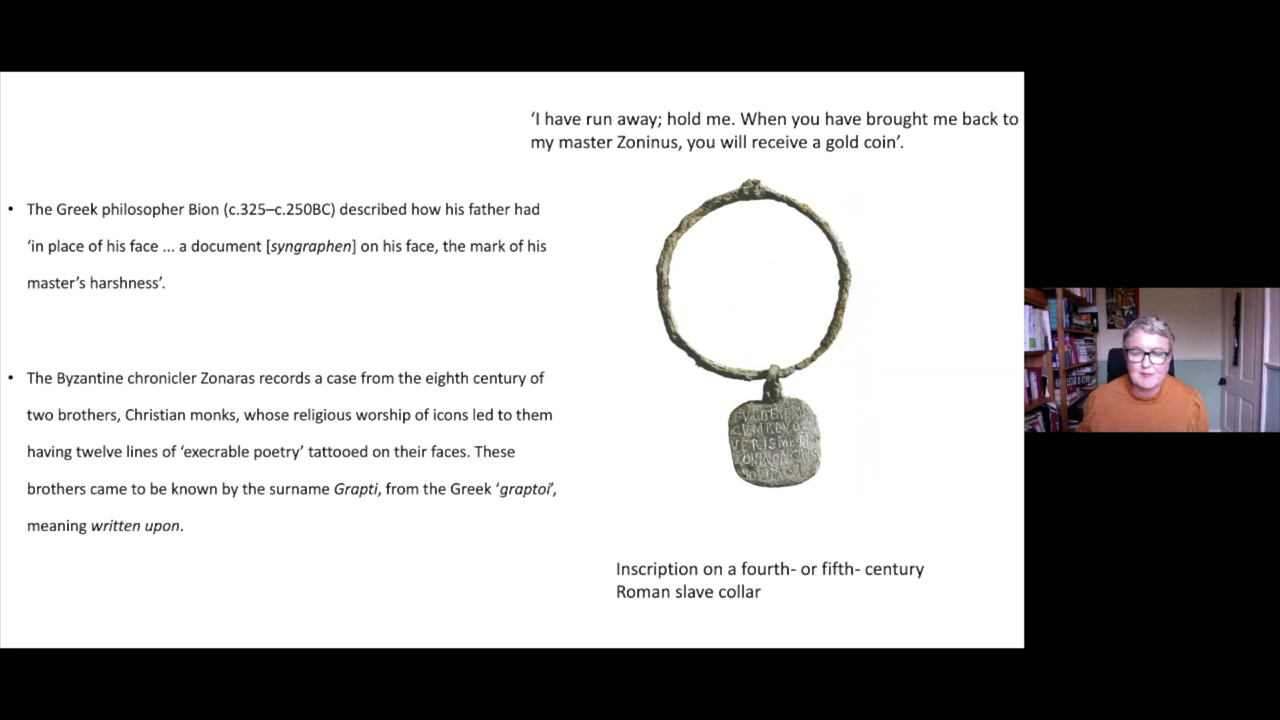 ‘I have run away; hold me. When you have brought me back to
my master Zoninus, you will receive a gold coin’.
• The Greek philosopher Bion (c.325–c.250BC) described how his father had
‘in place of his face ... a document [syngraphen] on his face, the mark of his
master’s harshness’.
• The Byzantine chronicler Zonaras records a case from the eighth century of
two brothers, Christian monks, whose religious worship of icons led to them
having twelve lines of ‘execrable poetry’ tattooed on their faces. These
brothers came to be known by the surname Grapti, from the Greek ‘graptoi’,
meaning written upon.
Inscription on a fourth- or fifth- century
Roman slave collar